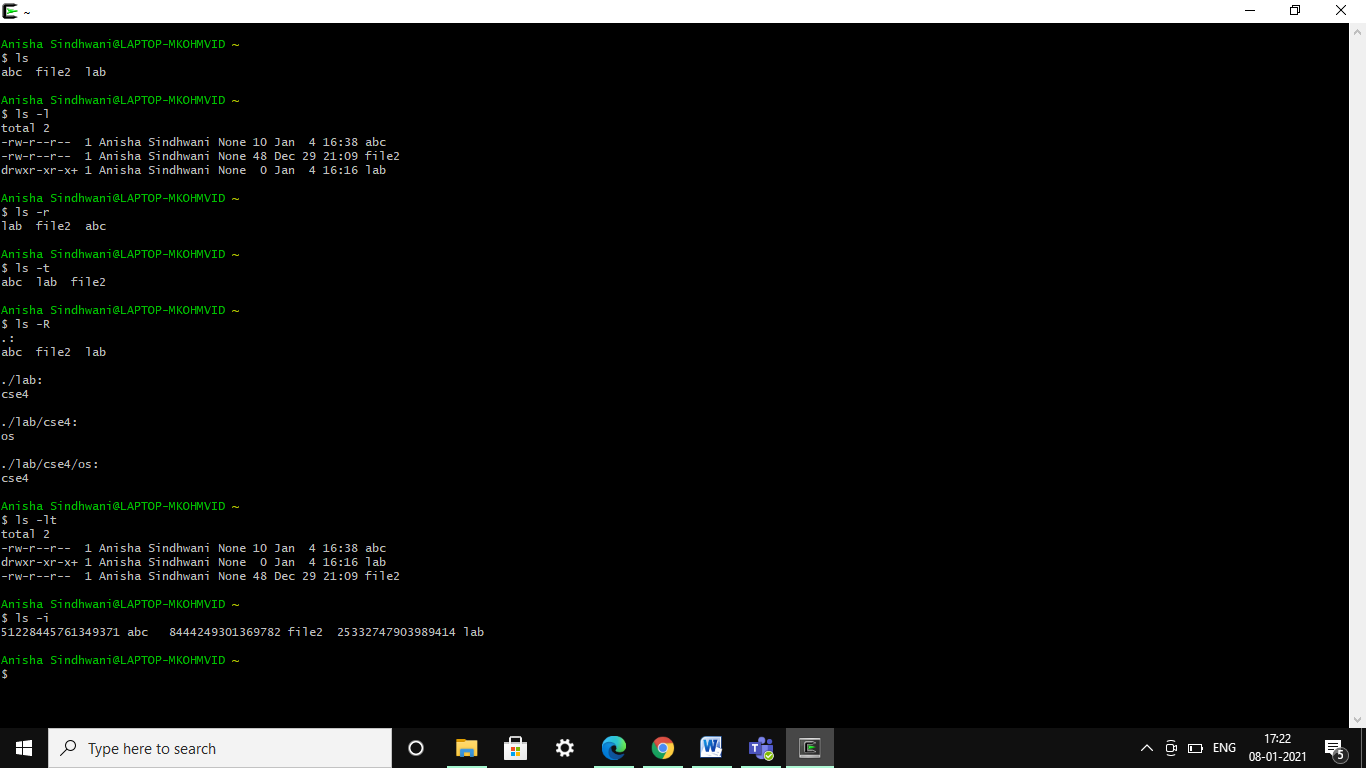 ~
Anisha Sindhwani@LAPTOP-MKOHMVID ~
$ ls
abc  file2  lab
Anisha Sindhwani@LAPTOP-MKOHMVID ~
$ ls -l
total 2
-rw-r--r--  1 Anisha Sindhwani None 10 Jan  4 16:38 abc
-rw-r--r--  1 Anisha Sindhwani None 48 Dec 29 21:09 file2
drwxr-xr-x+ 1 Anisha Sindhwani None  0 Jan  4 16:16 lab
Anisha Sindhwani@LAPTOP-MKOHMVID ~
$ ls -r
lab  file2  abc
Anisha Sindhwani@LAPTOP-MKOHMVID ~
$ ls -t
abc  lab  file2
Anisha Sindhwani@LAPTOP-MKOHMVID ~
$ ls -R
.:
abc  file2  lab
./lab:
cse4
./lab/cse4:
os
./lab/cse4/os:
cse4
Anisha Sindhwani@LAPTOP-MKOHMVID ~
$ ls -lt
total 2
-rw-r--r--  1 Anisha Sindhwani None 10 Jan  4 16:38 abc
drwxr-xr-x+ 1 Anisha Sindhwani None  0 Jan  4 16:16 lab
-rw-r--r--  1 Anisha Sindhwani None 48 Dec 29 21:09 file2
Anisha Sindhwani@LAPTOP-MKOHMVID ~
$ ls -i
51228445761349371 abc   8444249301369782 file2  25332747903989414 lab
Anisha Sindhwani@LAPTOP-MKOHMVID ~
$
Type here to search
ENG
17:22
08-01-2021
5